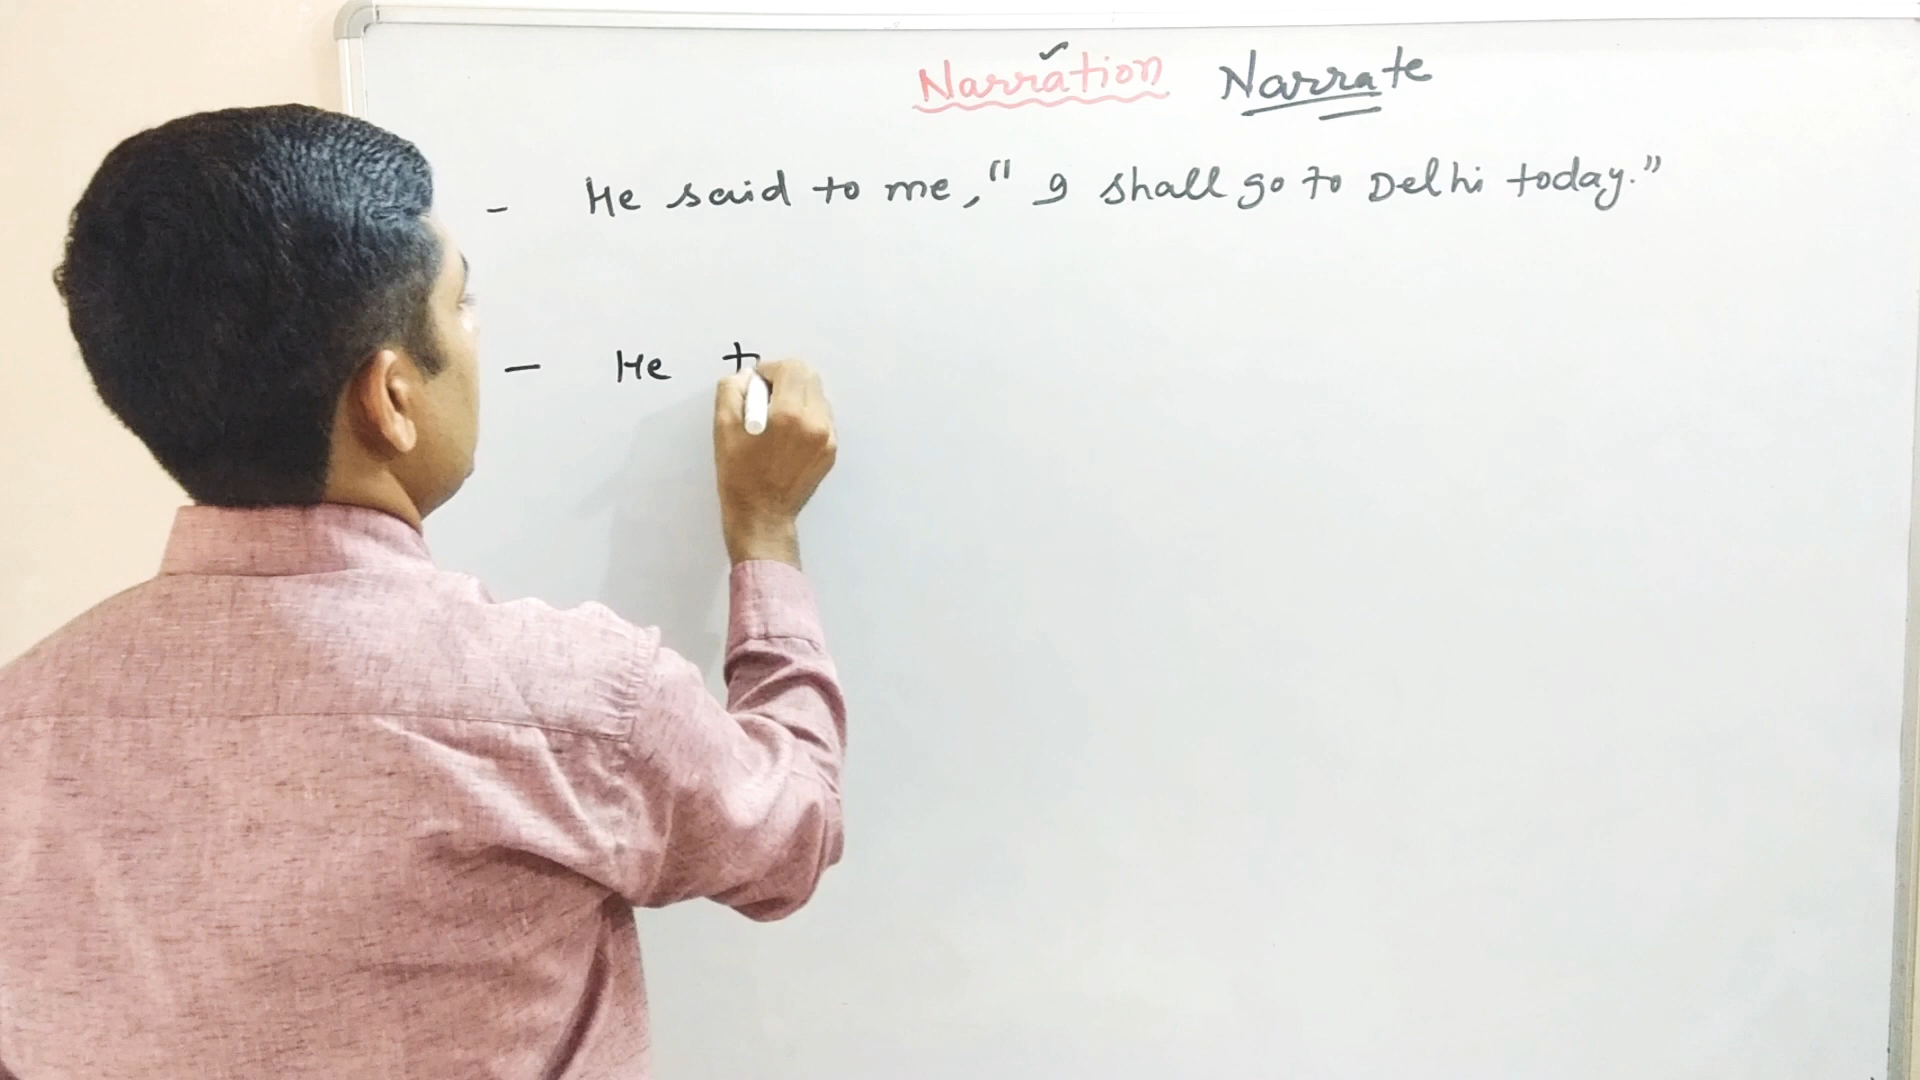 Narration Narrate
- He said to me, "I shall go to Delhi today."
- He t